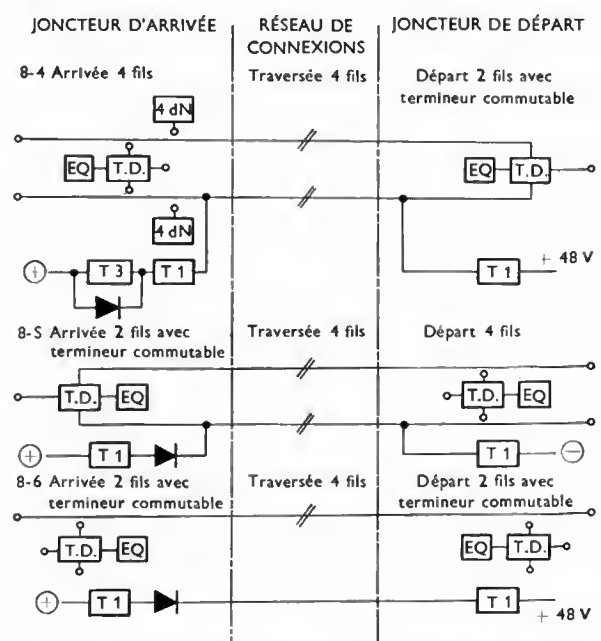 JONCTEUR D'ARRIVÉE
RÉSEAU DE CONNEXIONS
JONCTEUR DE DÉPART
8-4 Arrivée 4 fils
Traversée 4 fils
Départ 2 fils avec
termineur commutable
4 dN
EQ T.D.
EQ T.D.
4 dN
T 3 T 1
T 1 + 48 V
8-S Arrivée 2 fils avec
termineur commutable
Traversée 4 fils
Départ 4 fils
T.D. EQ
T.D. EQ
+ T 1
T 1 −
8-6 Arrivée 2 fils avec
termineur commutable
Traversée 4 fils
Départ 2 fils avec
termineur commutable
T.D. EQ
EQ T.D.
+ T 1
T 1 + 48 V